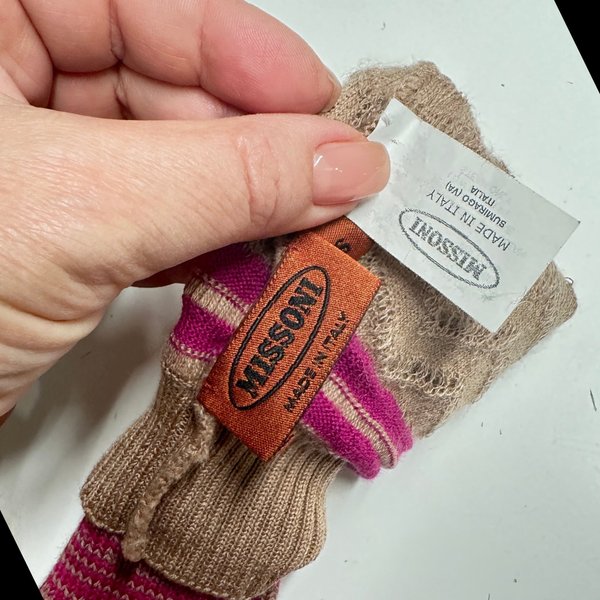 MISSONI
MADE IN ITALY
S
MISSONI
MADE IN ITALY
SUMIRAGO (VA)
ITALIA